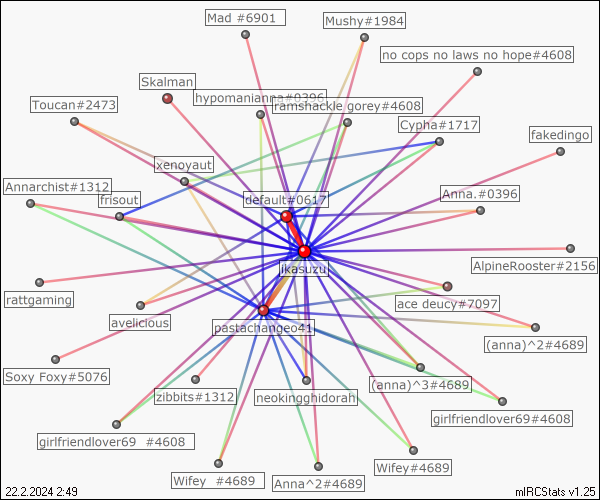 Mad #6901
Mushy#1984
no cops no laws no hope#4608
Skalman
hypomanianna#0396
ramshackle gorey#4608
Toucan#2473
Cypha#1717
fakedingo
xenoyaut
Annarchist#1312
frisout
default#0617
Anna.#0396
ikasuzu
AlpineRooster#2156
rattgaming
ace deucy#7097
avelicious
pastachangeo41
(anna)^2#4689
Soxy Foxy#5076
(anna)^3#4689
zibbits#1312
neokingghidorah
girlfriendlover69#4608
girlfriendlover69 #4608
Wifey #4689
Anna^2#4689
Wifey#4689
22.2.2024 2:49
mIRCStats v1.25